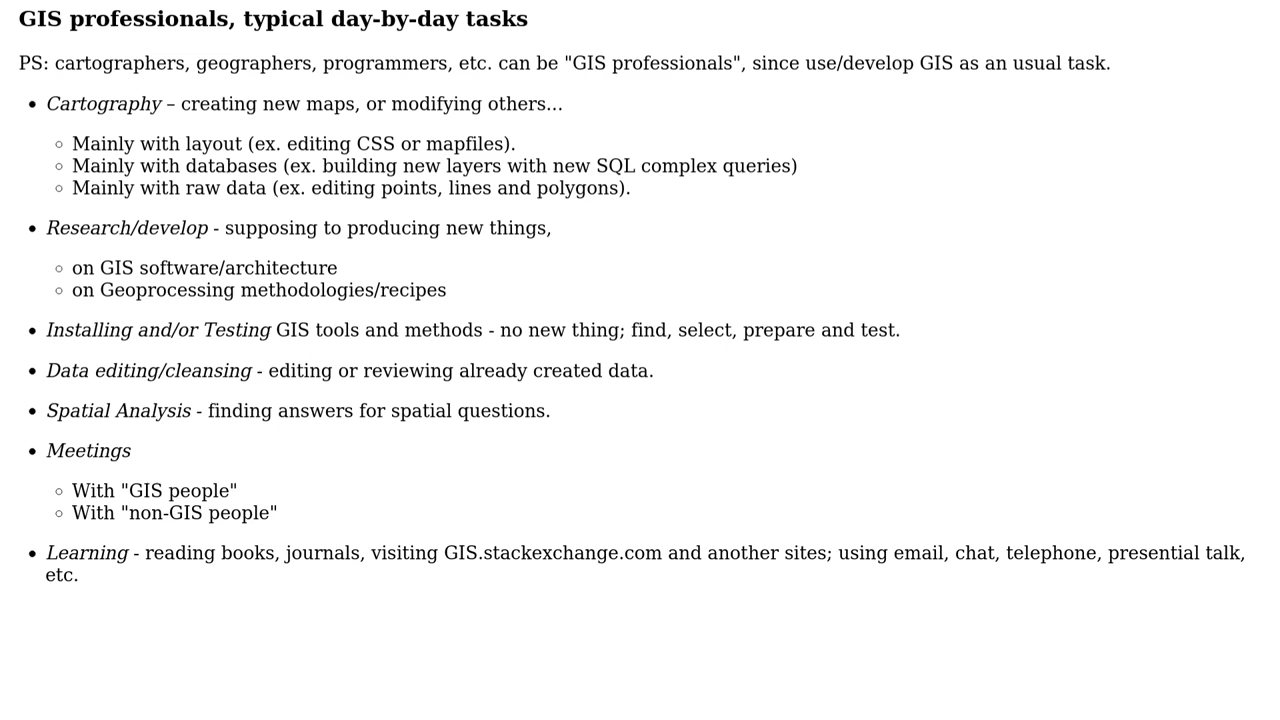 GIS professionals, typical day-by-day tasks
PS: cartographers, geographers, programmers, etc. can be "GIS professionals", since use/develop GIS as an usual task.
• Cartography – creating new maps, or modifying others...
◦ Mainly with layout (ex. editing CSS or mapfiles).
◦ Mainly with databases (ex. building new layers with new SQL complex queries)
◦ Mainly with raw data (ex. editing points, lines and polygons).
• Research/develop - supposing to producing new things,
◦ on GIS software/architecture
◦ on Geoprocessing methodologies/recipes
• Installing and/or Testing GIS tools and methods - no new thing; find, select, prepare and test.
• Data editing/cleansing - editing or reviewing already created data.
• Spatial Analysis - finding answers for spatial questions.
• Meetings
◦ With "GIS people"
◦ With "non-GIS people"
• Learning - reading books, journals, visiting GIS.stackexchange.com and another sites; using email, chat, telephone, presential talk,
etc.